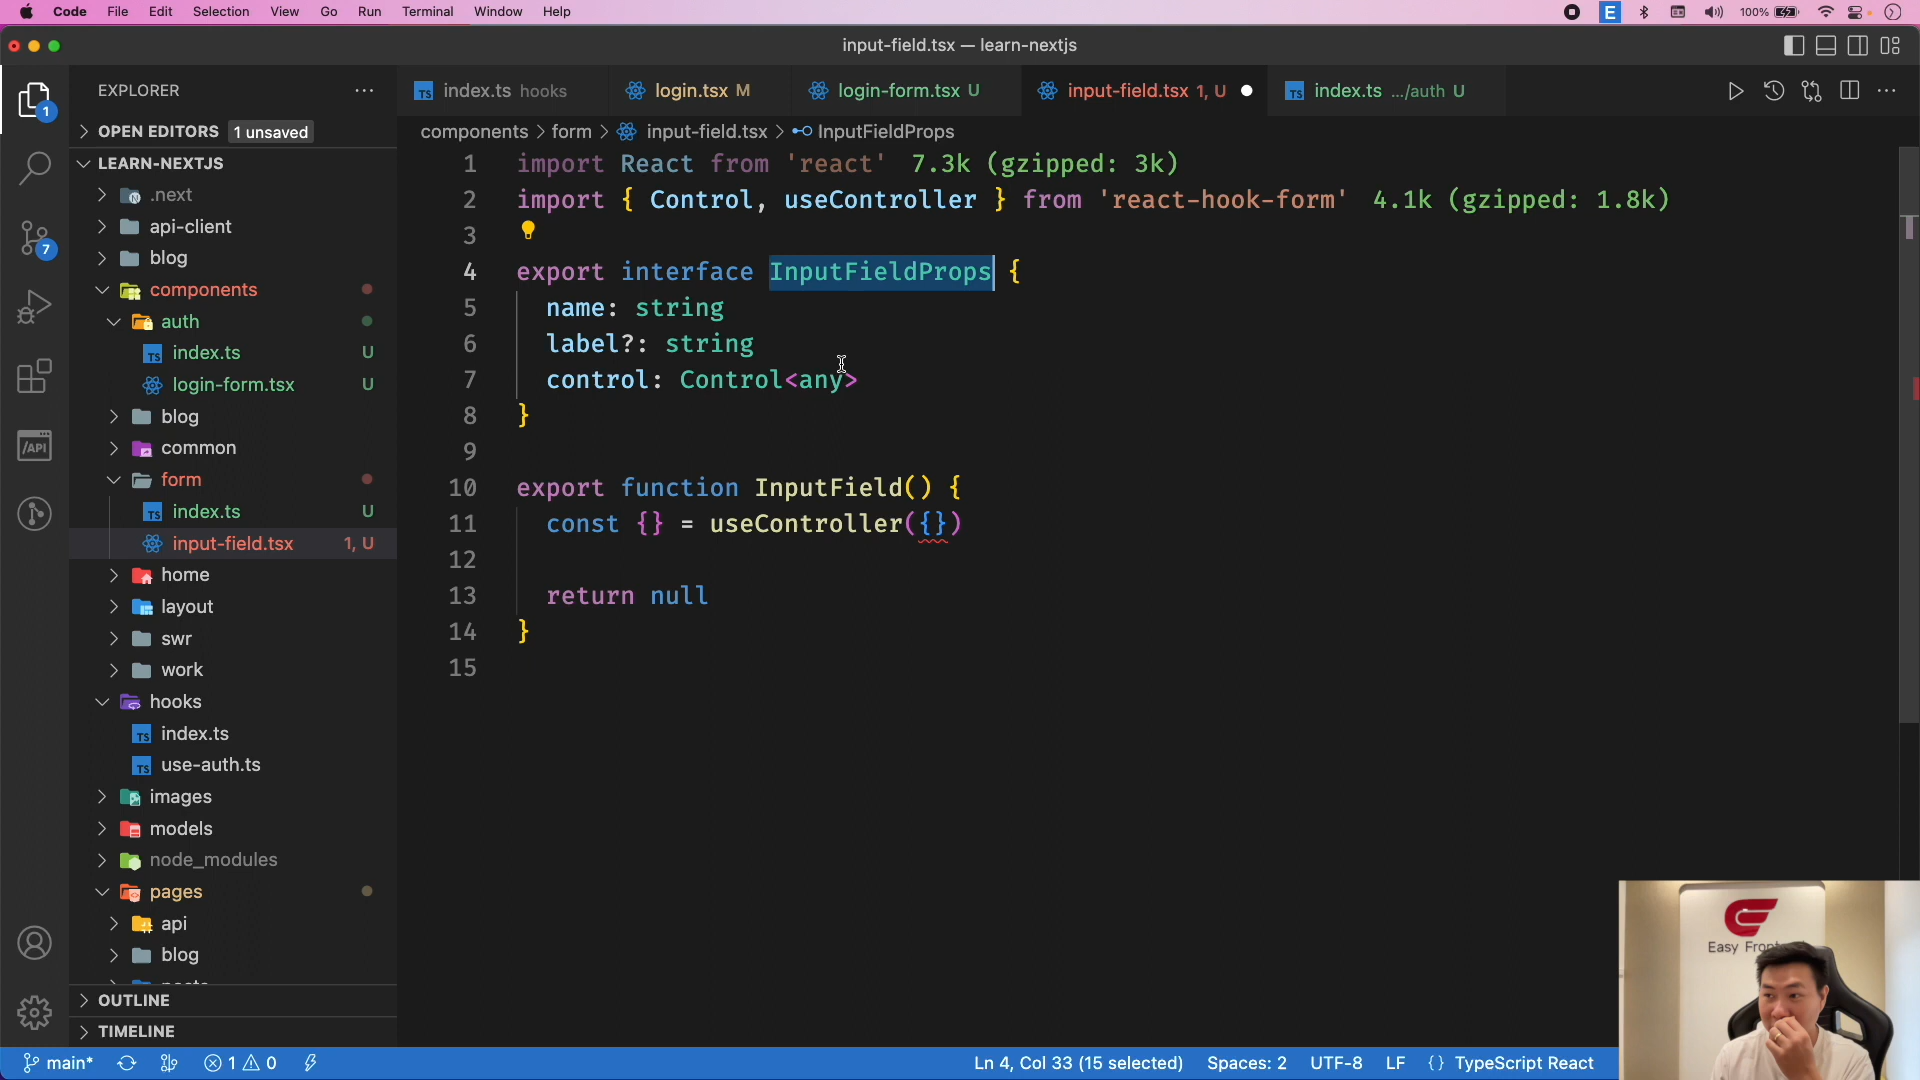 Code File Edit Selection View Go Run Terminal Window Help
E 100%
input-field.tsx — learn-nextjs
EXPLORER
index.ts hooks
login.tsx M
login-form.tsx U
input-field.tsx 1, U
index.ts .../auth U
OPEN EDITORS 1 unsaved
components > form > input-field.tsx > InputFieldProps
LEARN-NEXTJS
.next
api-client
blog
components
auth
index.ts U
login-form.tsx U
blog
common
form
index.ts U
input-field.tsx 1, U
home
layout
swr
work
hooks
index.ts
use-auth.ts
images
models
node_modules
pages
api
blog
OUTLINE
TIMELINE
1
7
/API
1 import React from 'react' 7.3k (gzipped: 3k)
2 import { Control, useController } from 'react-hook-form' 4.1k (gzipped: 1.8k)
3
4 export interface InputFieldProps {
5 name: string
6 label?: string
7 control: Control<any>
8 }
9
10 export function InputField() {
11 const {} = useController({})
12
13 return null
14 }
15
Easy Fron
main* 1 0
Ln 4, Col 33 (15 selected) Spaces: 2 UTF-8 LF {} TypeScript React